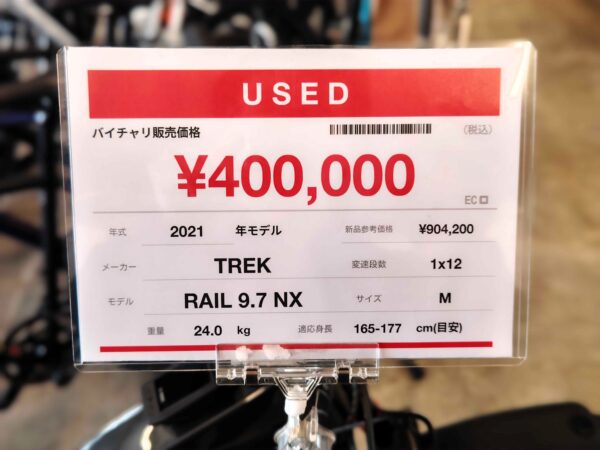 USED
バイチャリ販売価格 (税込)
¥400,000
EC
年式 2021 年モデル 新品参考価格 ¥904,200
メーカー TREK 変速段数 1x12
モデル RAIL 9.7 NX サイズ M
重量 24.0 kg 適応身長 165-177 cm(目安)